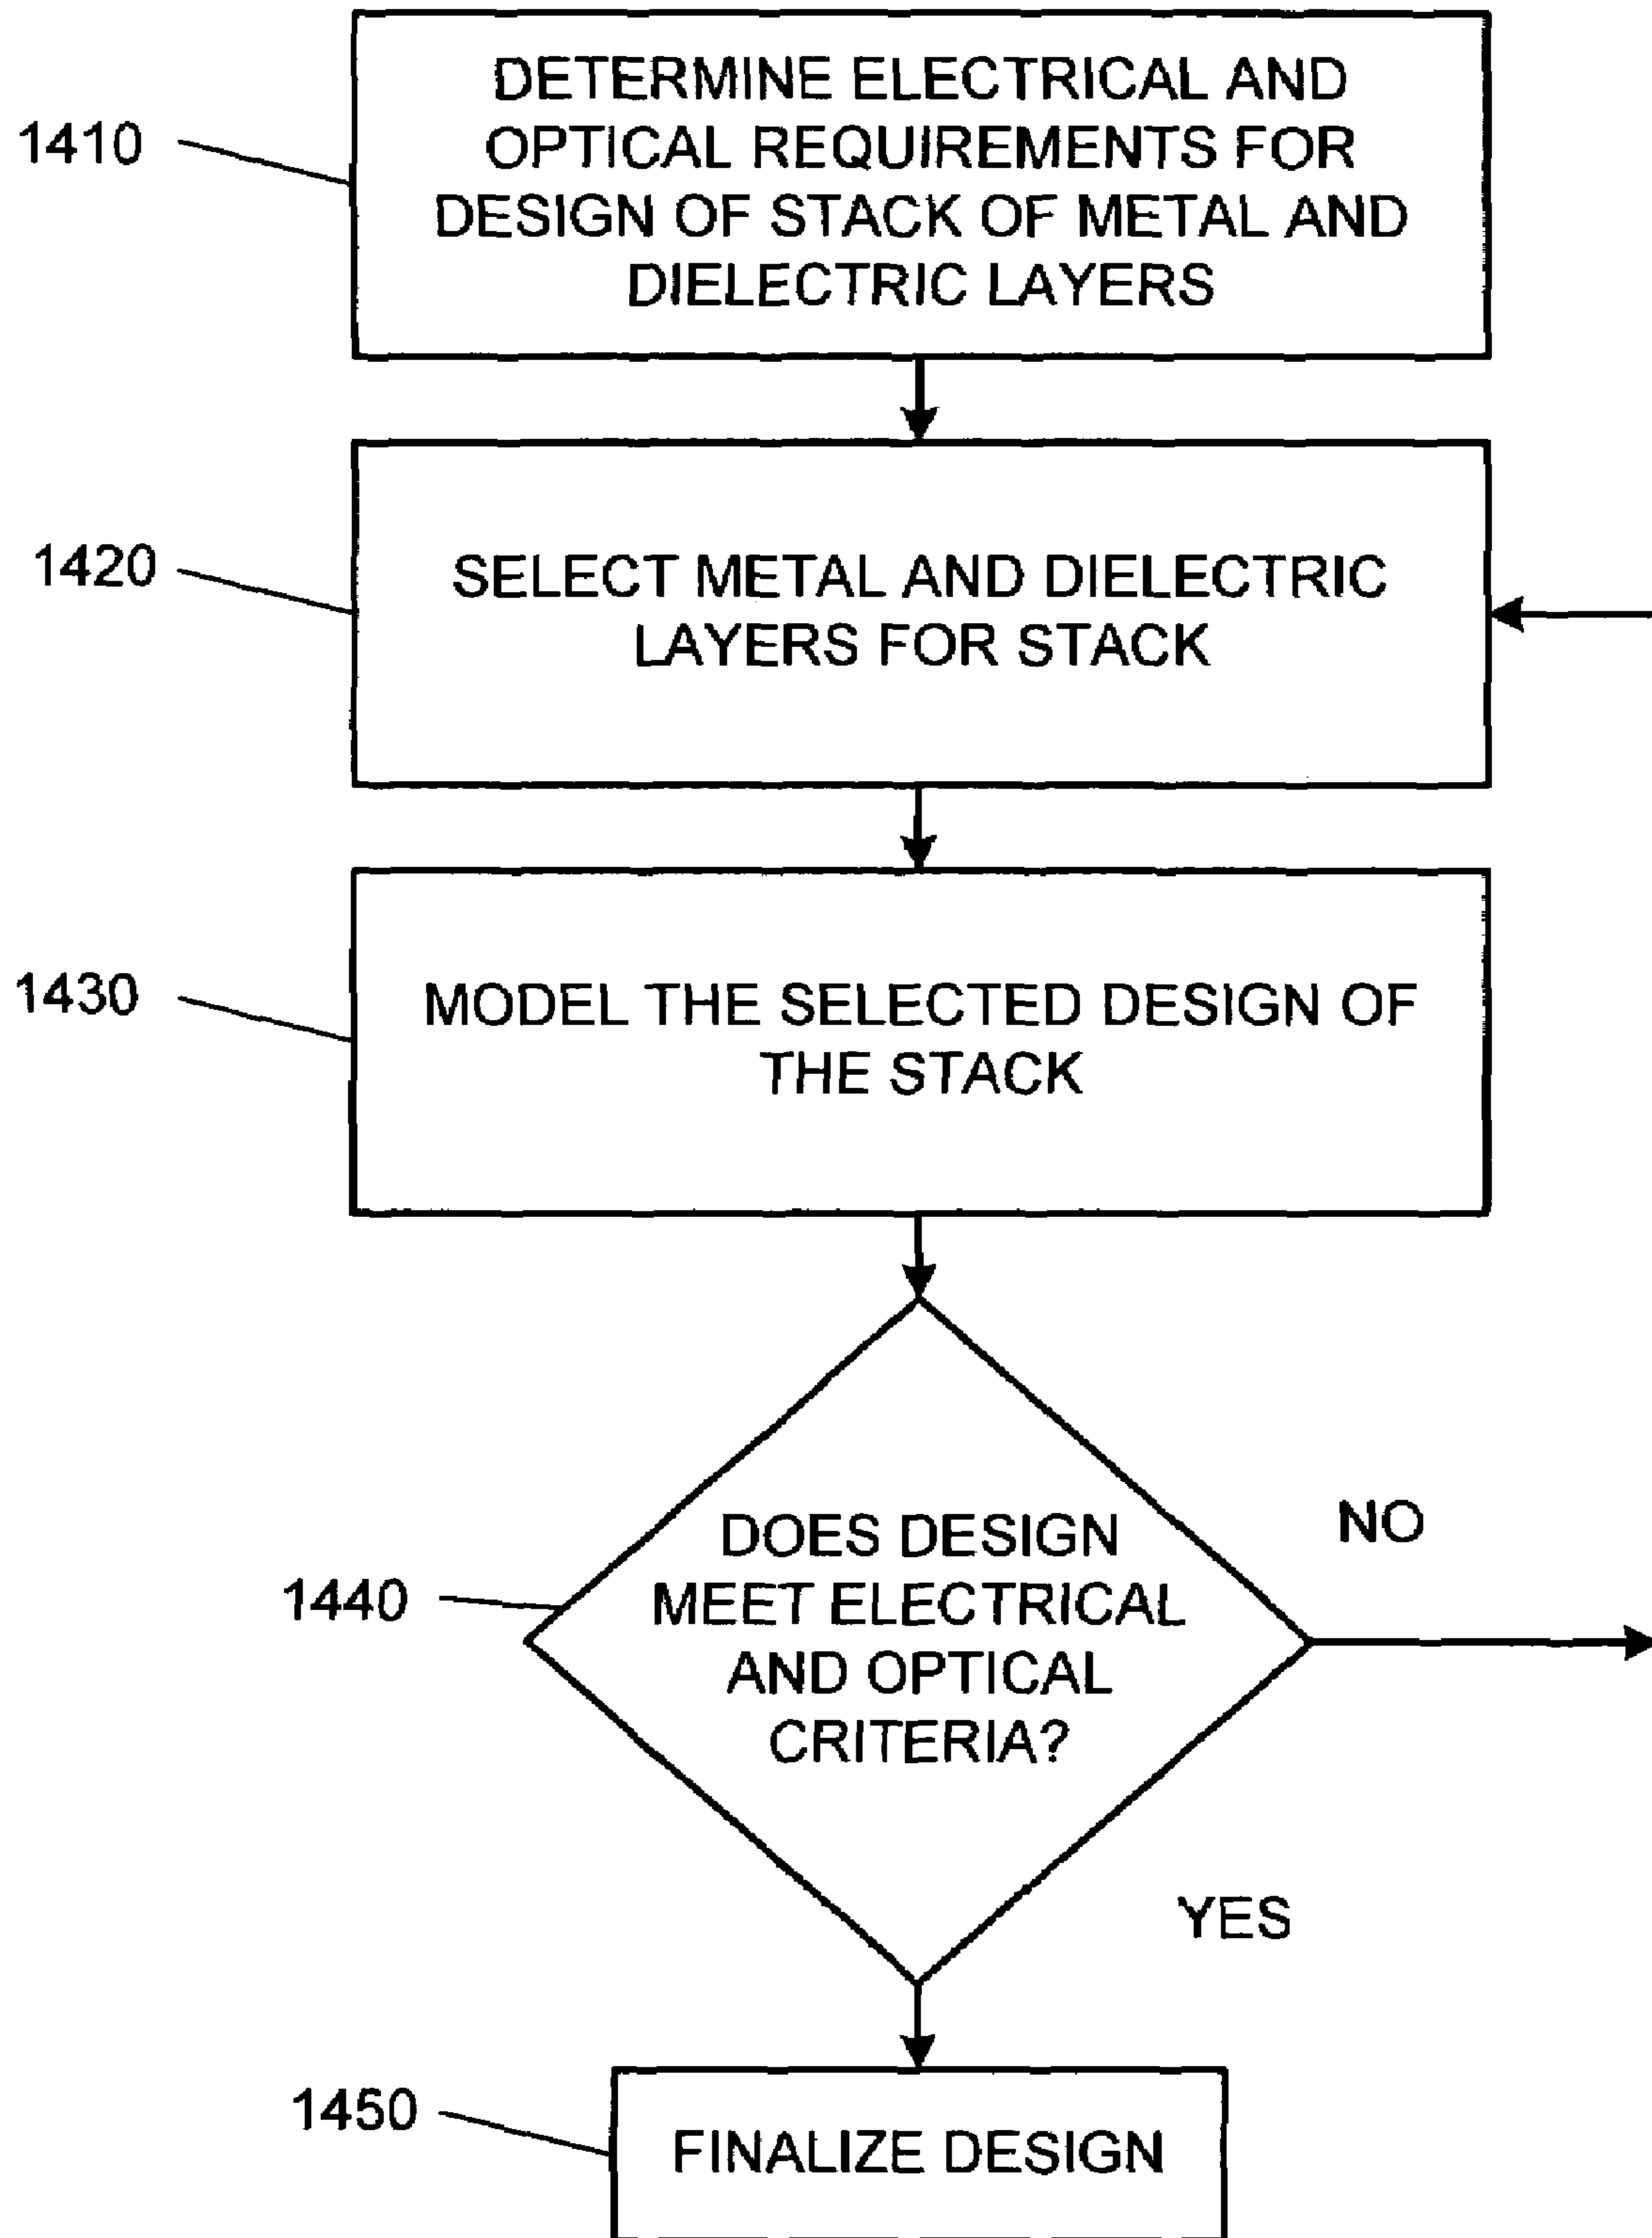 1410
DETERMINE ELECTRICAL AND
OPTICAL REQUIREMENTS FOR
DESIGN OF STACK OF METAL AND
DIELECTRIC LAYERS
1420
SELECT METAL AND DIELECTRIC
LAYERS FOR STACK
1430
MODEL THE SELECTED DESIGN OF
THE STACK
1440
DOES DESIGN
MEET ELECTRICAL
AND OPTICAL
CRITERIA?
NO
YES
1450
FINALIZE DESIGN